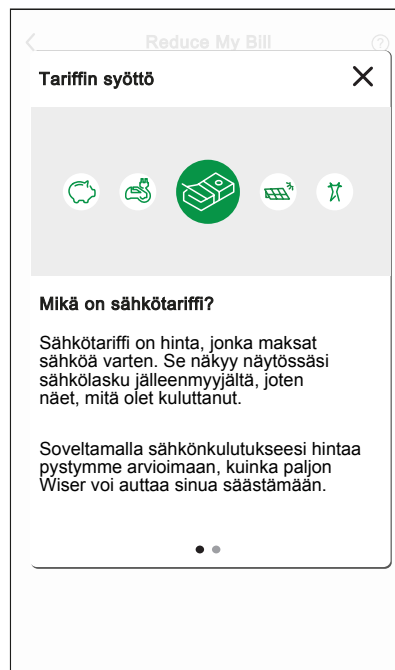 Reduce My Bill
Tariffin syöttö
Mikä on sähkötariffi?
Sähkötariffi on hinta, jonka maksat
sähköä varten. Se näkyy näytössäsi
sähkölasku jälleenmyyjältä, joten
näet, mitä olet kuluttanut.
Soveltamalla sähkönkulutukseesi hintaa
pystymme arvioimaan, kuinka paljon
Wiser voi auttaa sinua säästämään.